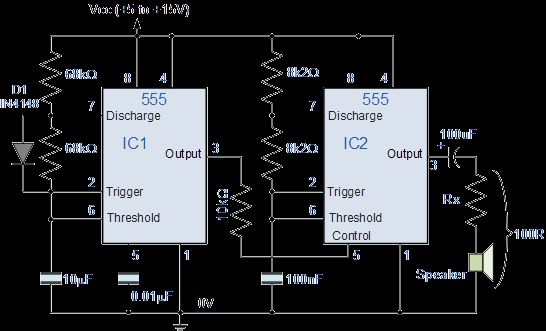 Vcc (+5 to +15V)
D1
IN4148
68kΩ
68kΩ
8
4
555
7
Discharge
IC1
Output
3
2
Trigger
6
Threshold
5
1
10μF
0.01μF
0V
10kΩ
8k2Ω
8k2Ω
8
4
555
7
Discharge
IC2
Output
3
2
Trigger
6
Threshold
Control
5
1
100nF
+
Rx
100R
Speaker